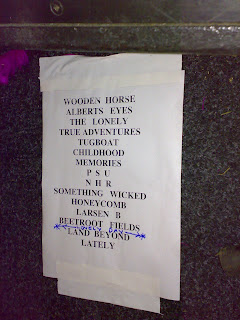 WOODEN HORSE
ALBERTS EYES
THE LONELY
TRUE ADVENTURES
TUGBOAT
CHILDHOOD
MEMORIES
P S U
N H R
SOMETHING WICKED
HONEYCOMB
LARSEN B
BEETROOT FIELDS
LAND BEYOND
LATELY